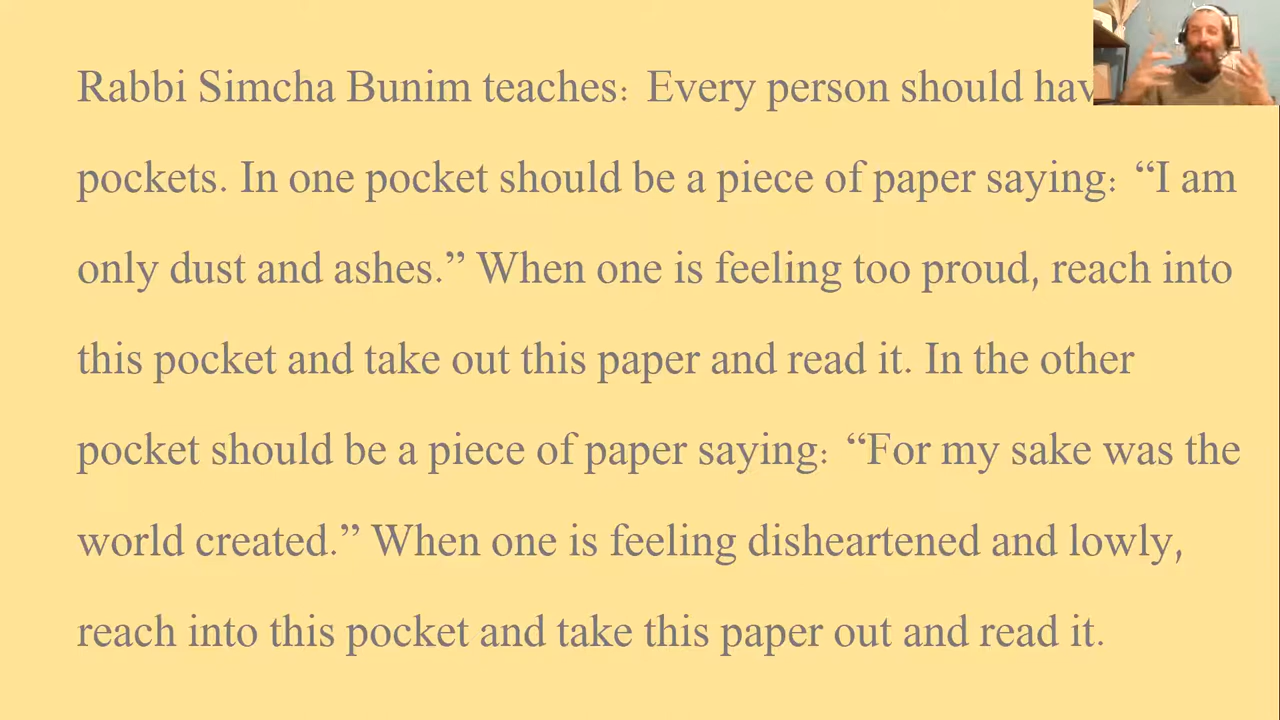 Rabbi Simcha Bunim teaches: Every person should hav
pockets. In one pocket should be a piece of paper saying: “I am
only dust and ashes.” When one is feeling too proud, reach into
this pocket and take out this paper and read it. In the other
pocket should be a piece of paper saying: “For my sake was the
world created.” When one is feeling disheartened and lowly,
reach into this pocket and take this paper out and read it.